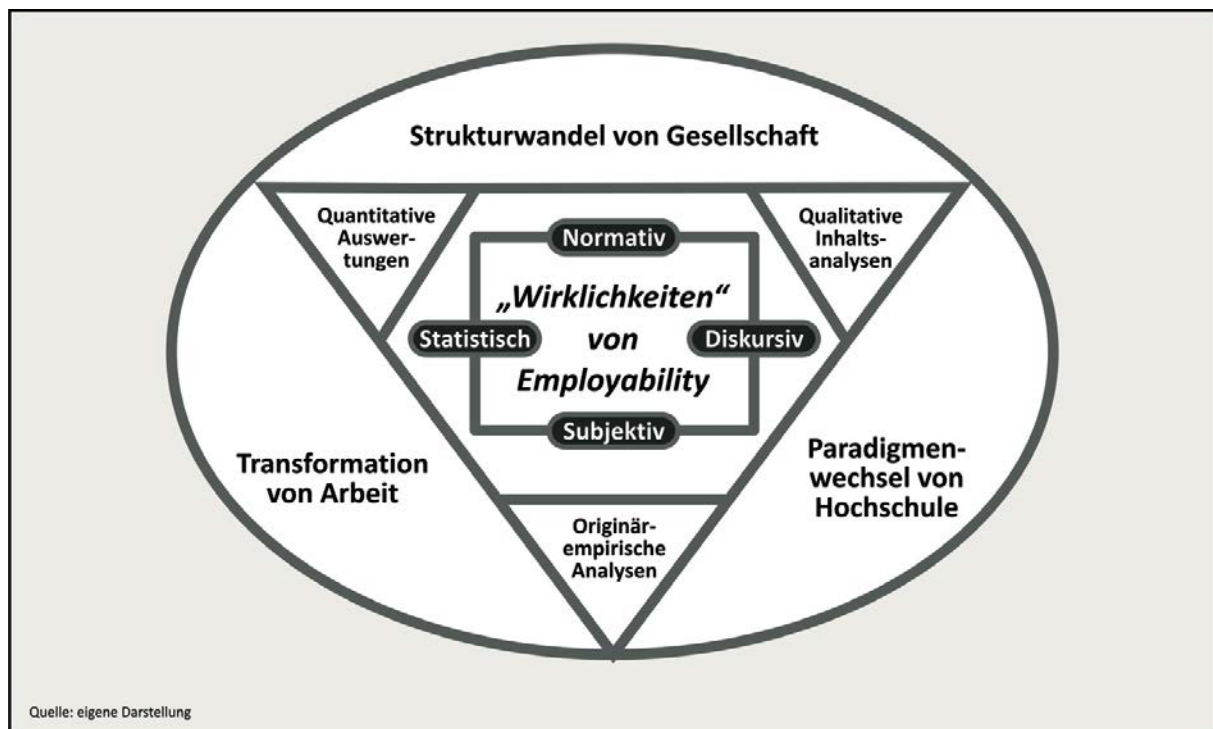 Strukturwandel von Gesellschaft
Quantitative
Auswer-
tungen
Qualitative
Inhalts-
analysen
Normativ
„Wirklichkeiten“
Statistisch
von
Diskursiv
Employability
Subjektiv
Transformation
von Arbeit
Paradigmen-
wechsel von
Hochschule
Originär-
empirische
Analysen
Quelle: eigene Darstellung